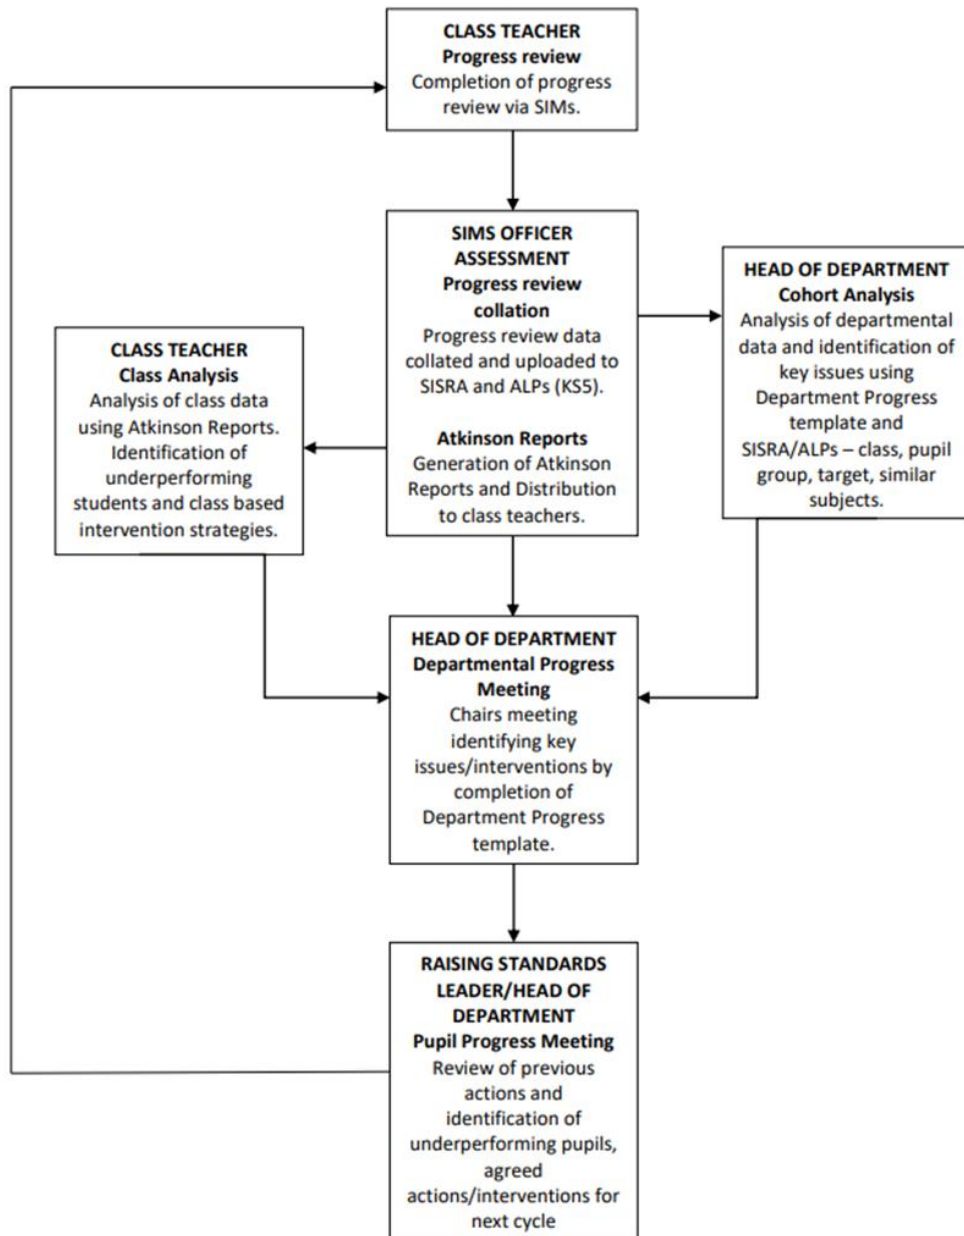 CLASS TEACHER
Progress review
Completion of progress
review via SIMs.
SIMS OFFICER
ASSESSMENT
Progress review
collation
Progress review data
collated and uploaded to
SISRA and ALPs (KS5).
Atkinson Reports
Generation of Atkinson
Reports and Distribution
to class teachers.
HEAD OF DEPARTMENT
Cohort Analysis
Analysis of departmental
data and identification of
key issues using
Department Progress
template and
SISRA/ALPs – class, pupil
group, target, similar
subjects.
CLASS TEACHER
Class Analysis
Analysis of class data
using Atkinson Reports.
Identification of
underperforming
students and class based
intervention strategies.
HEAD OF DEPARTMENT
Departmental Progress
Meeting
Chairs meeting
identifying key
issues/interventions by
completion of
Department Progress
template.
RAISING STANDARDS
LEADER/HEAD OF
DEPARTMENT
Pupil Progress Meeting
Review of previous
actions and
identification of
underperforming pupils,
agreed
actions/interventions for
next cycle